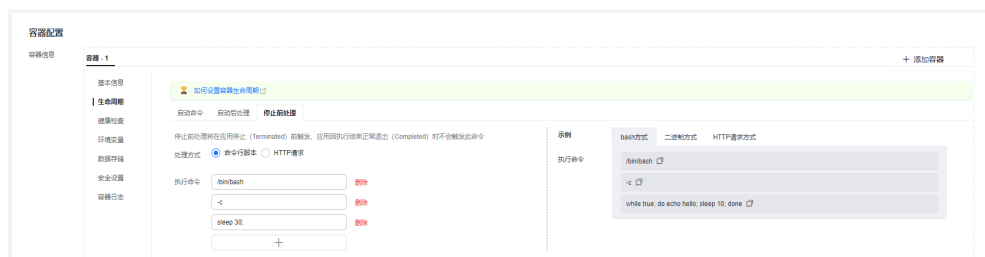 容器配置
容器信息
容器 - 1
+ 添加容器
基本信息
生命周期
健康检查
环境变量
数据存储
安全设置
容器日志
如何设置容器生命周期
启动命令 启动后处理 停止前处理
停止前处理将在应用停止（Terminated）前触发，应用因执行结束正常退出（Completed）时不会触发此命令
处理方式 命令行脚本 HTTP请求
执行命令 /bin/bash 删除
-c 删除
sleep 30; 删除
+
示例 bash方式 二进制方式 HTTP请求方式
执行命令 /bin/bash
-c
while true; do echo hello; sleep 10; done